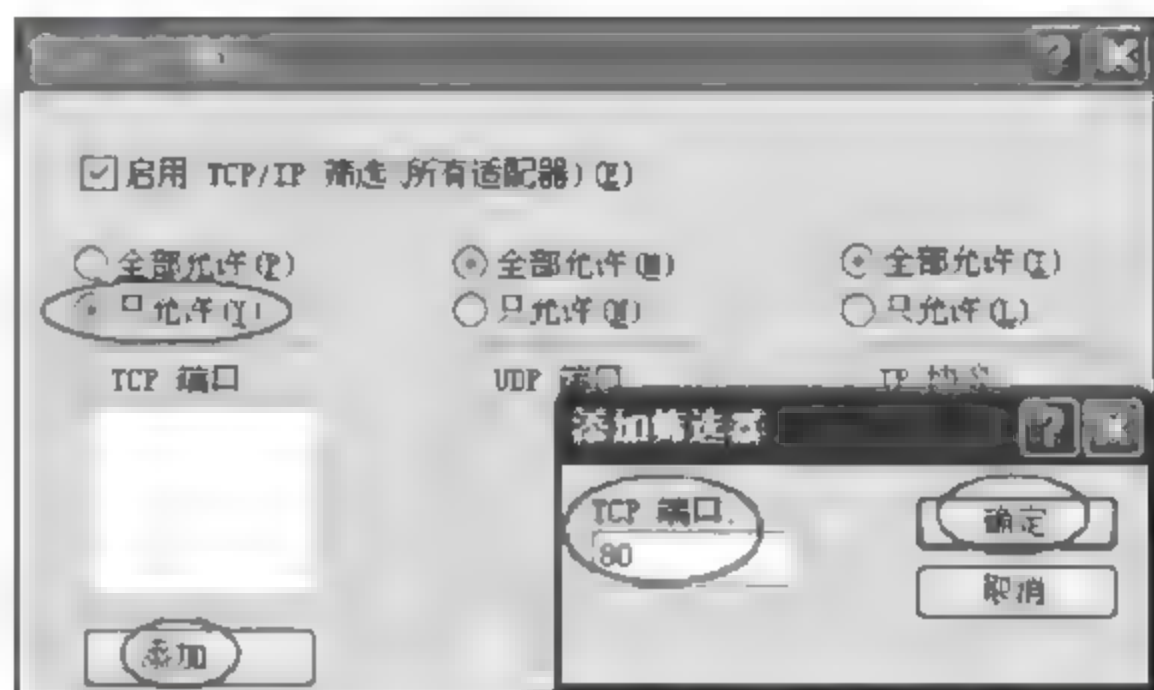 启用 TCP/IP 筛选 所有适配器)(E)
全部允许(P)
全部允许(M)
全部允许(I)
只允许(Y)
只允许(N)
只允许(L)
TCP 端口
UDP 端口
IP
添加筛选器
TCP 端口:
80
确定
取消
添加